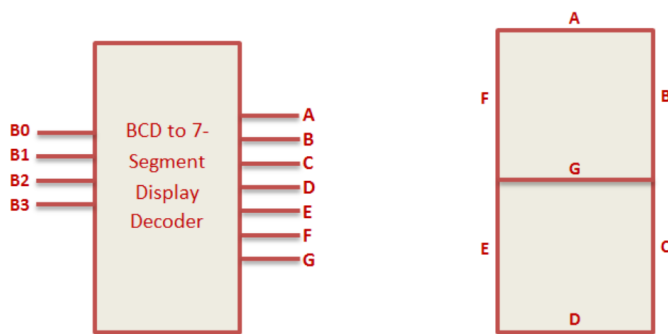 B0
B1
B2
B3
BCD to 7-
Segment
Display
Decoder
A
B
C
D
E
F
G
A
F
B
G
E
C
D